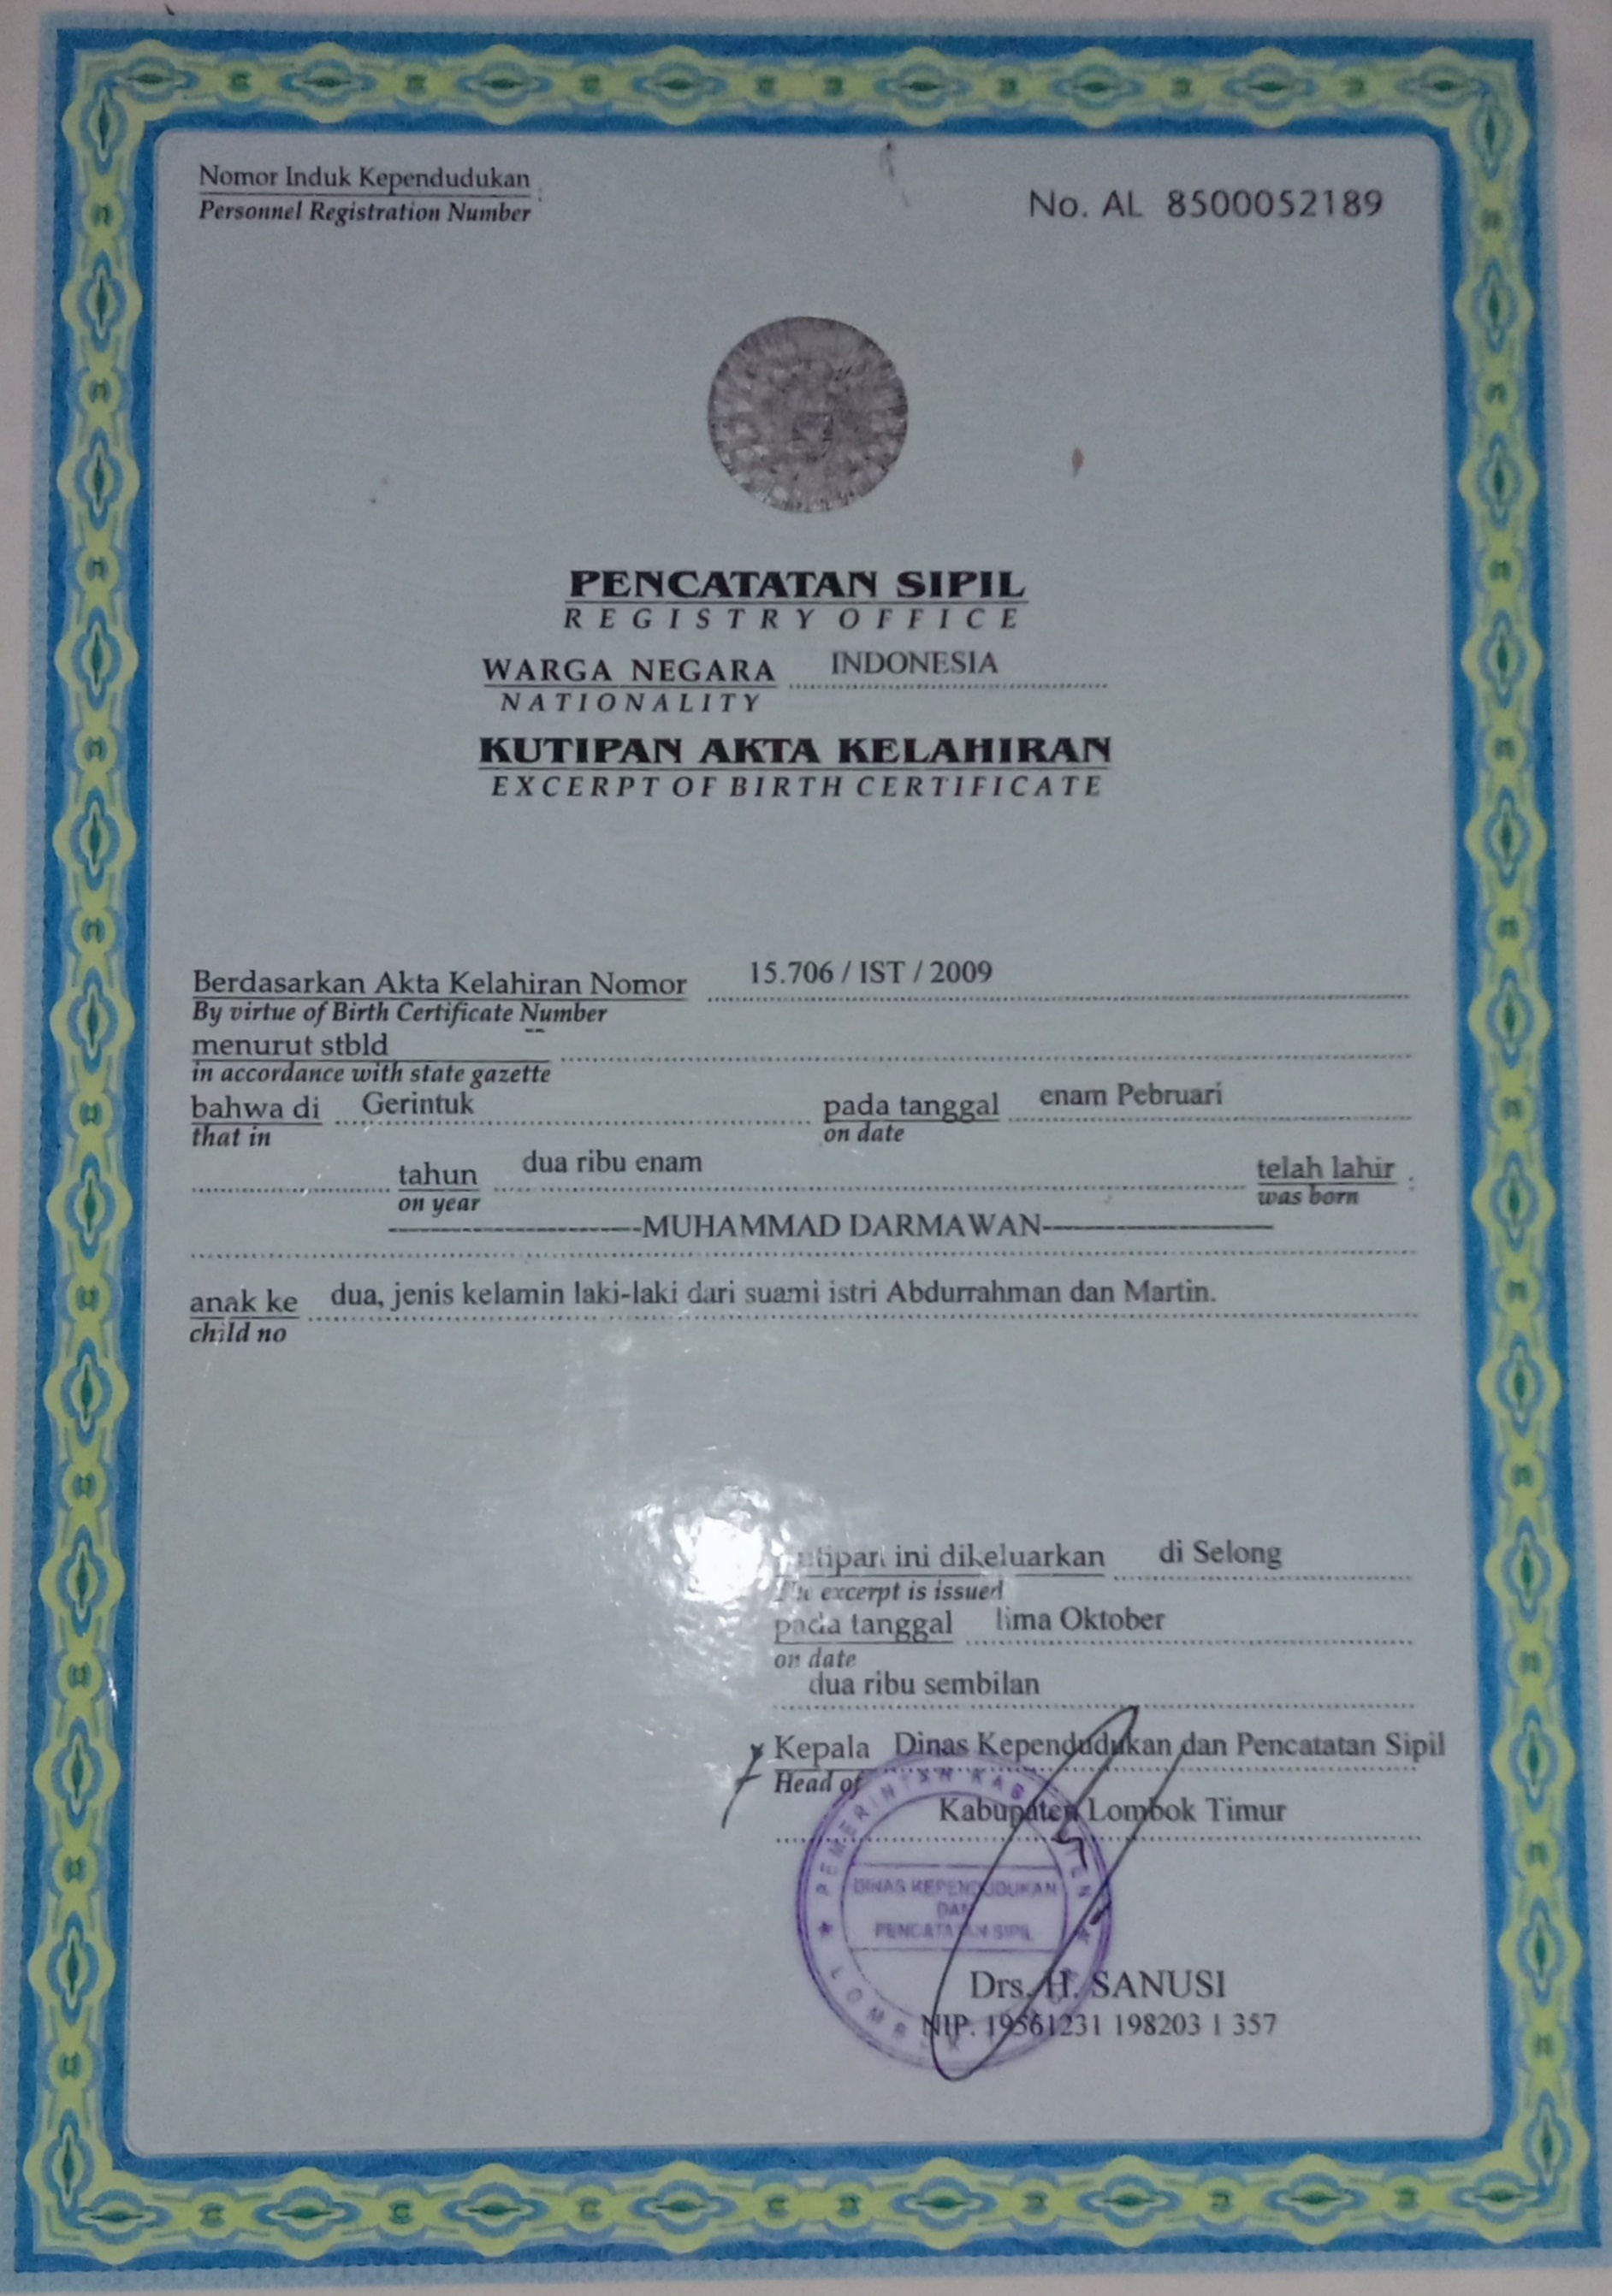 Nomor Induk Kependudukan :
Personnel Registration Number
No. AL 8500052189
PENCATATAN SIPIL
REGISTRY OFFICE
WARGA NEGARA INDONESIA
NATIONALITY
KUTIPAN AKTA KELAHIRAN
EXCERPT OF BIRTH CERTIFICATE
Berdasarkan Akta Kelahiran Nomor 15.706 / IST / 2009
By virtue of Birth Certificate Number
menurut stbld --
in accordance with state gazette
bahwa di Gerintuk pada tanggal enam Pebruari
that in on date
tahun dua ribu enam telah lahir :
on year was born
MUHAMMAD DARMAWAN
anak ke dua, jenis kelamin laki-laki dari suami istri Abdurrahman dan Martin.
child no
ini dikeluarkan di Selong
The excerpt is issued
pada tanggal lima Oktober
on date
dua ribu sembilan
Kepala Dinas Kependudukan dan Pencatatan Sipil
Head of
Kabupaten Lombok Timur
PEMERINTAH KABUPATEN
DINAS KEPENDUDUKAN
DAN
PENCATATAN SIPIL
Drs. H. SANUSI
NIP. 19561231 198203 1 357